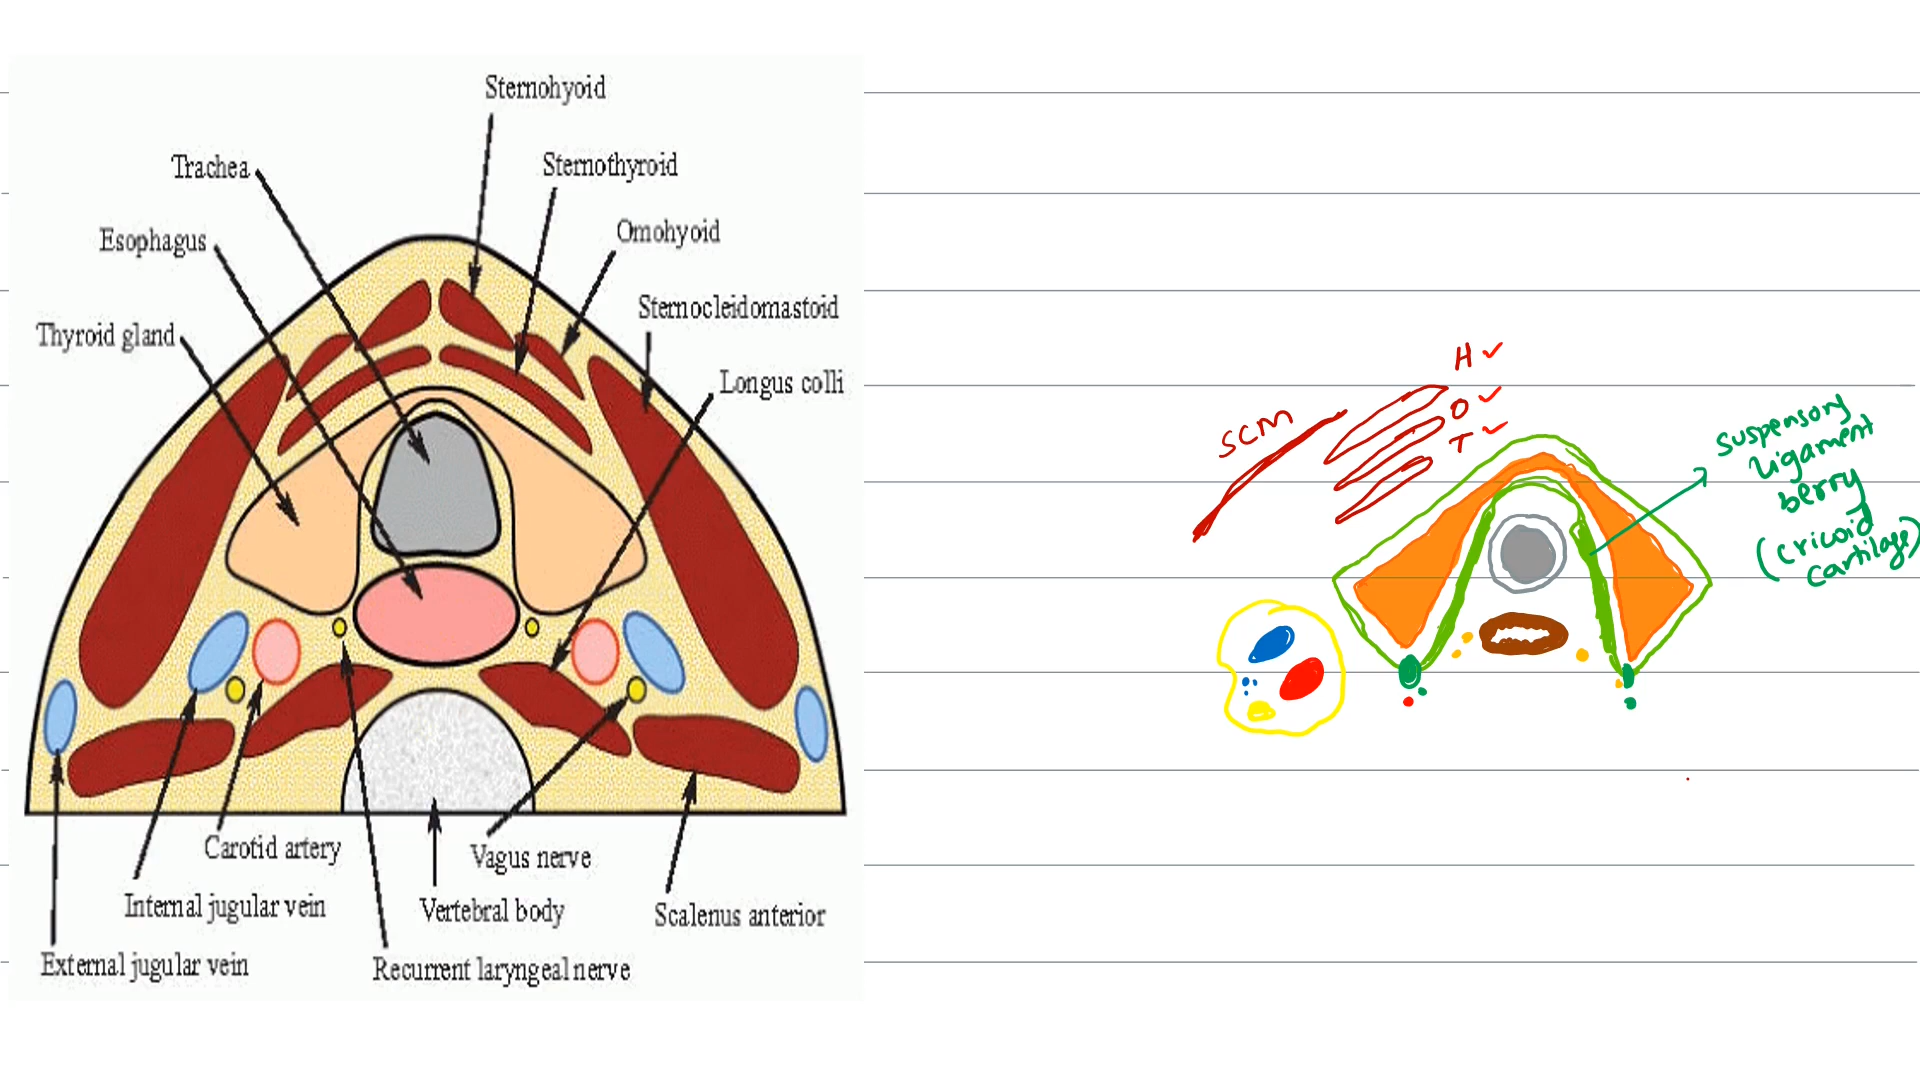 Sternohyoid
Trachea
Sternothyroid
Esophagus
Omohyoid
Sternocleidomastoid
Thyroid gland
Longus colli
Carotid artery
Vagus nerve
Internal jugular vein
Vertebral body
Scalenus anterior
External jugular vein
Recurrent laryngeal nerve
SCM
H ✓
O ✓
T ✓
suspensory
ligament
berry
(cricoid
cartilage)